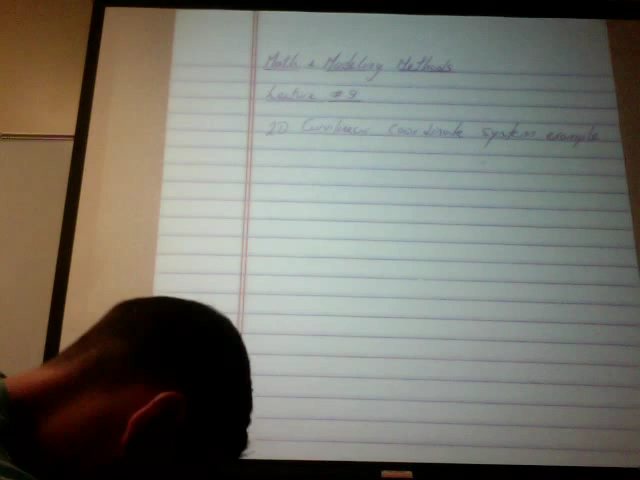 Math & Modeling Methods
Lecture #9
2D Curvilinear coordinate system example